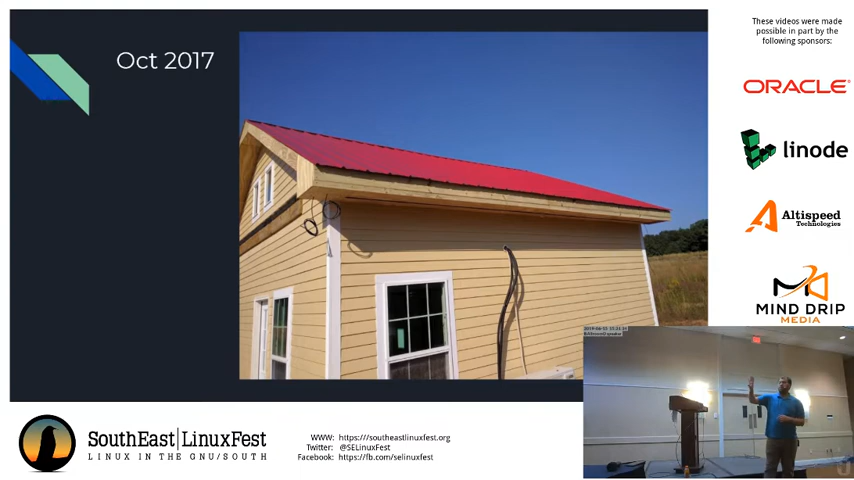 Oct 2017
These videos were made
possible in part by the
following sponsors:
ORACLE
linode
Altispeed
Technologies
MIND DRIP
MEDIA
SouthEast|LinuxFest
LINUX IN THE GNU/SOUTH
WWW: https:///southeastlinuxfest.org
Twitter: @SELinuxFest
Facebook: https://fb.com/selinuxfest